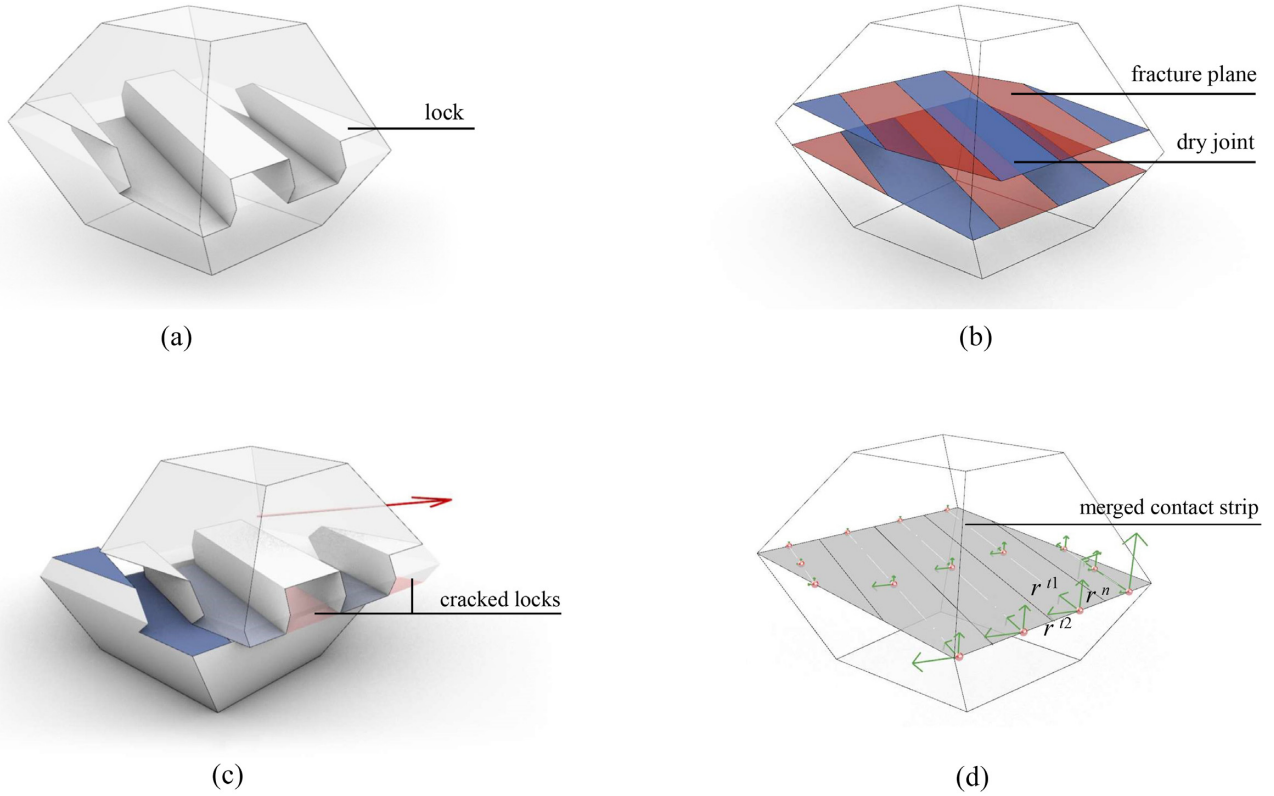 lock
(a)
fracture plane
dry joint
(b)
cracked locks
(c)
merged contact strip
r t1
r n
r t2
(d)